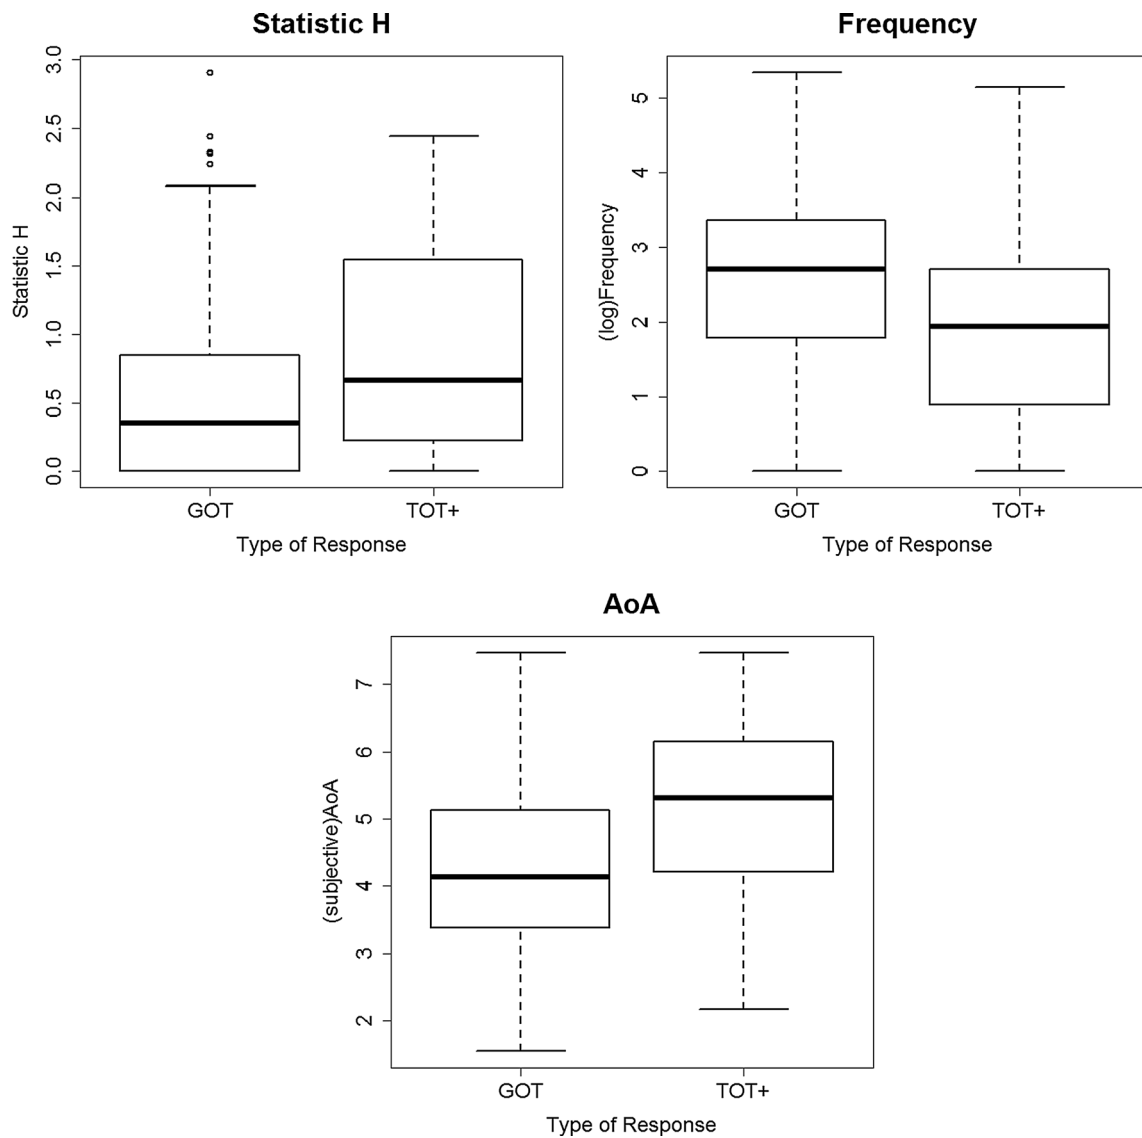 Statistic H
Statistic H
0.0 0.5 1.0 1.5 2.0 2.5 3.0
GOT TOT+
Type of Response
Frequency
(log)Frequency
0 1 2 3 4 5
GOT TOT+
Type of Response
AoA
(subjective)AoA
2 3 4 5 6 7
GOT TOT+
Type of Response